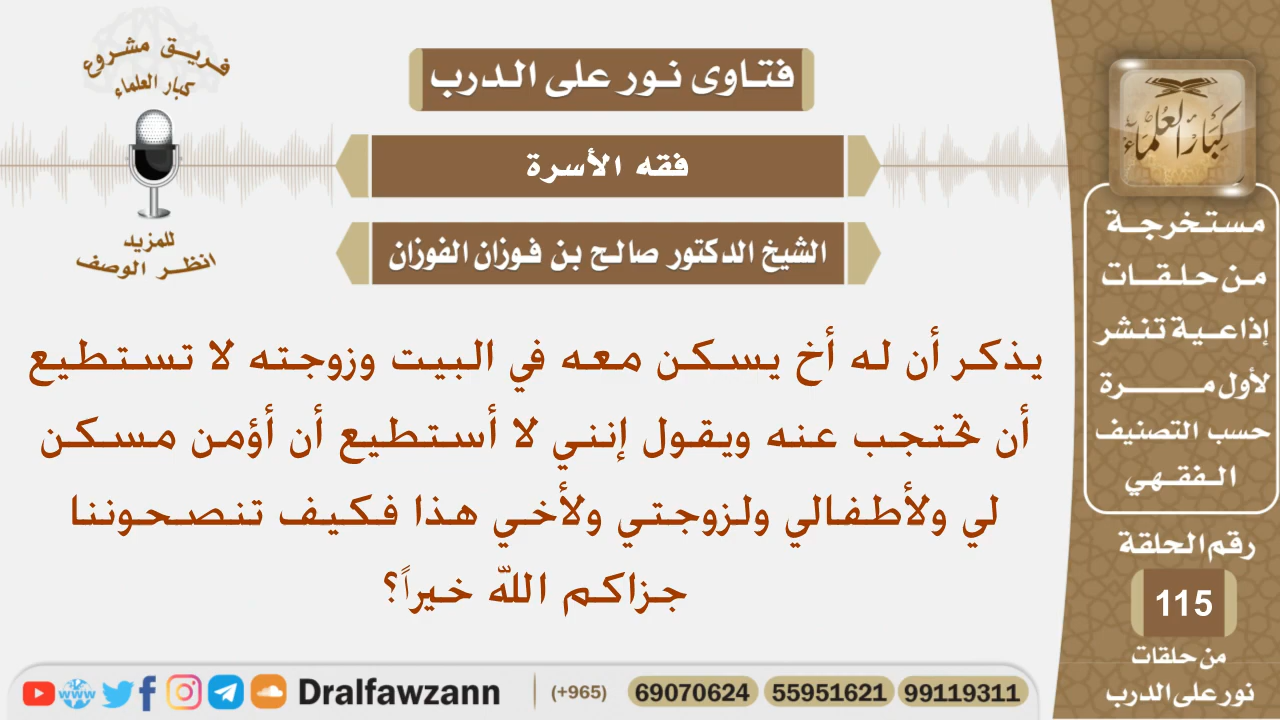 فريق مشروع
كبار العلماء
للمزيد
انظر الوصف
فتاوى نور على الدرب
فقه الأسرة
الشيخ الدكتور صالح بن فوزان الفوزان
يذكر أن له أخ يسكن معه في البيت وزوجته لا تستطيع
أن تحتجب عنه ويقول إنني لا أستطيع أن أؤمن مسكن
لي ولأطفالي ولزوجتي ولأخي هذا فكيف تنصحوننا
جزاكم الله خيراً؟
كبار العلماء
مستخرجة
من حلقات
إذاعية تنشر
لأول مرة
حسب التصنيف
الفقهي
رقم الحلقة
115
من حلقات
نور على الدرب
www
Dralfawzann
(+965)
69070624
55951621
99119311